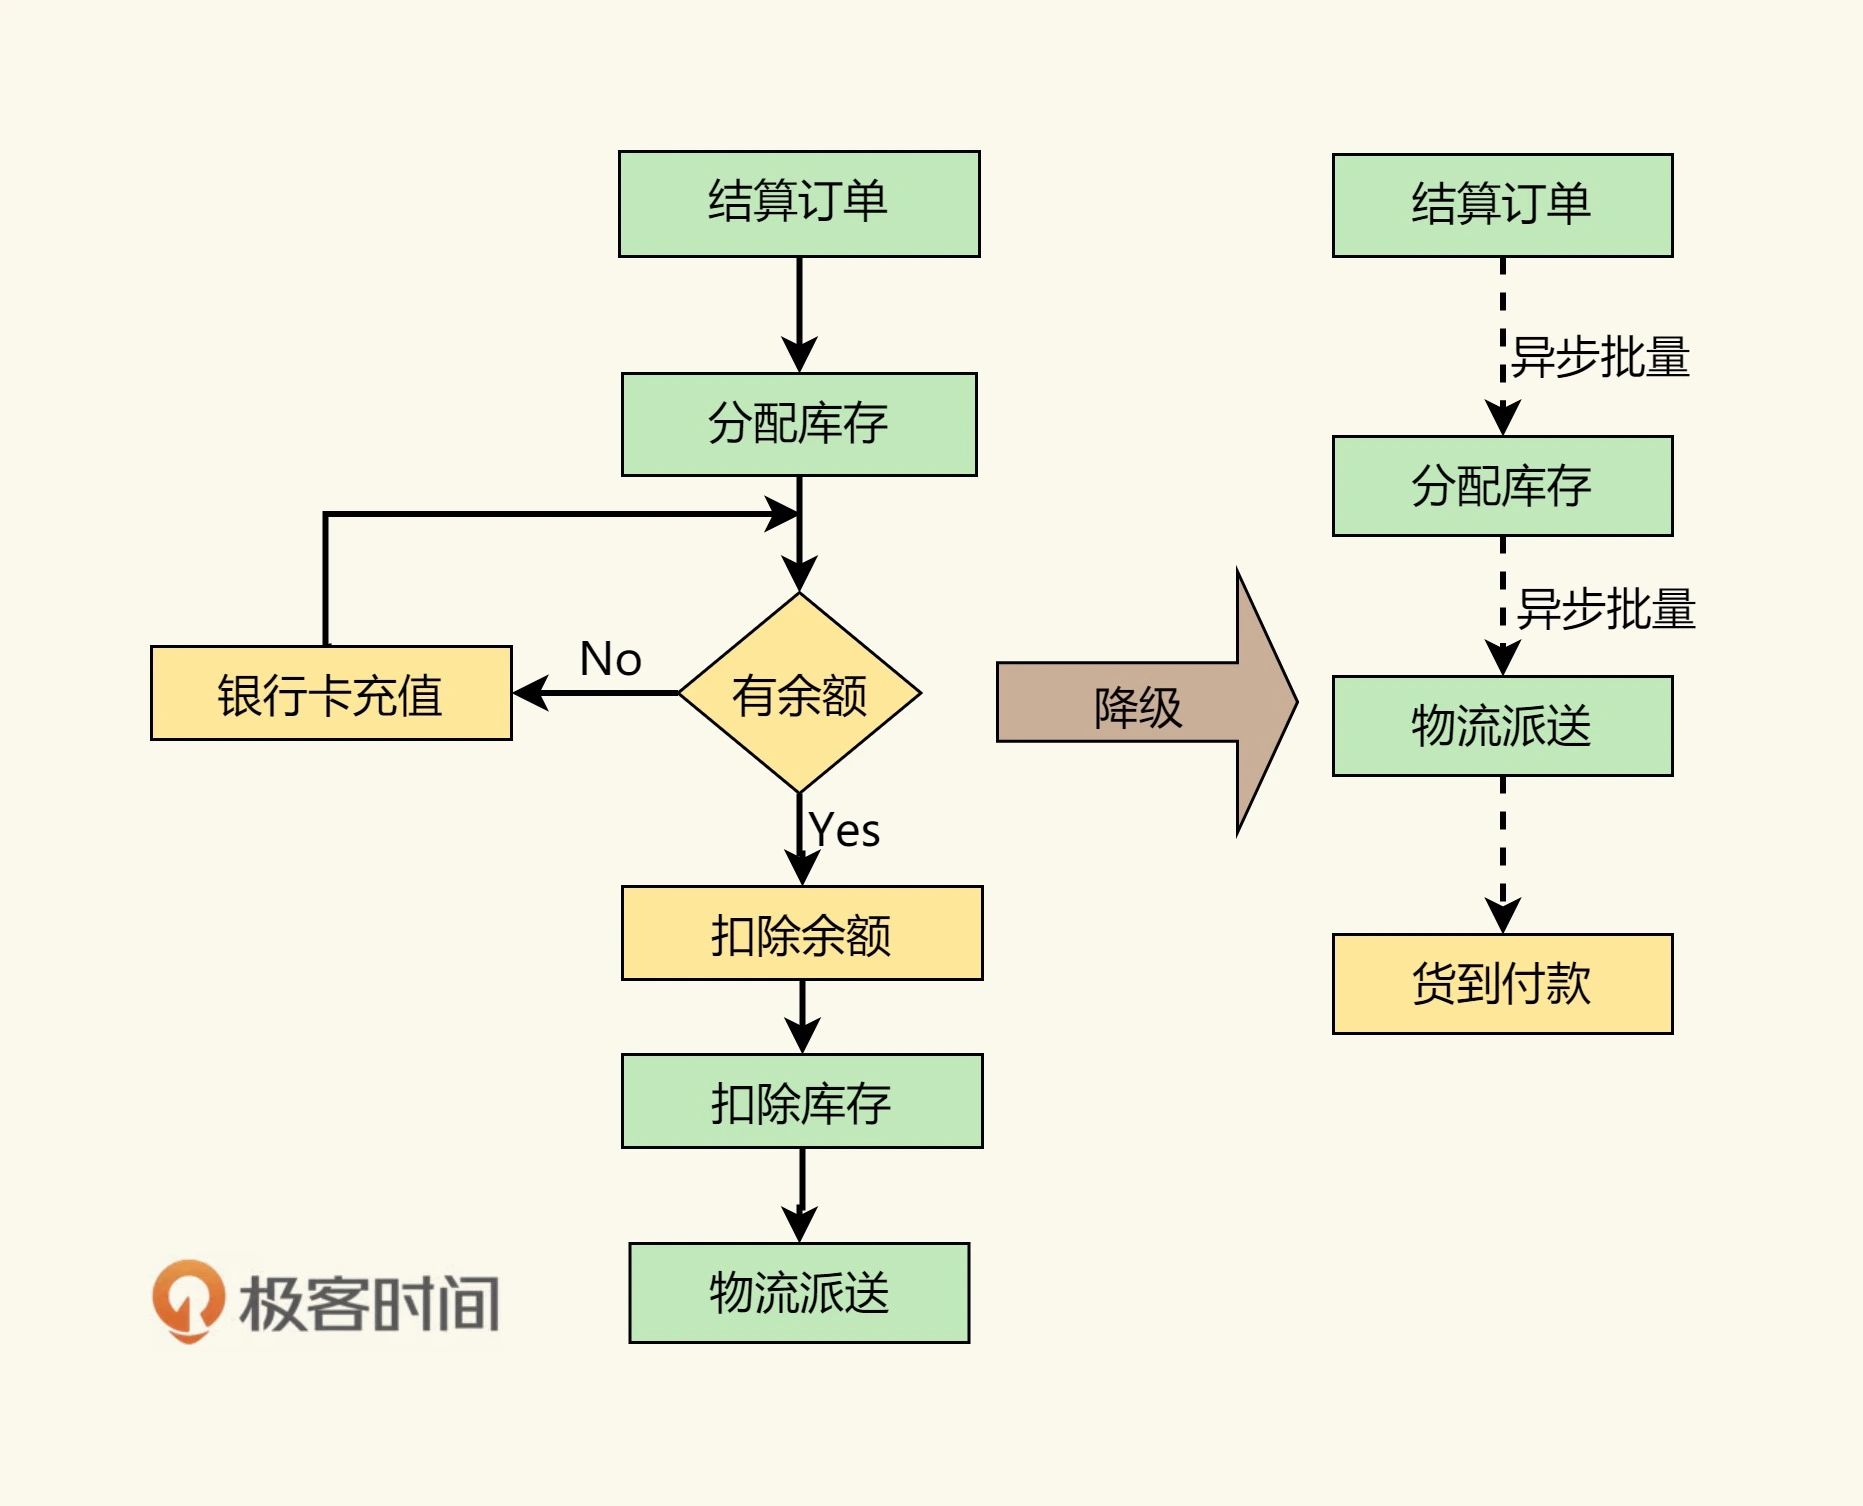 结算订单
分配库存
有余额
No
银行卡充值
Yes
扣除余额
扣除库存
物流派送
降级
结算订单
异步批量
分配库存
异步批量
物流派送
货到付款
极客时间